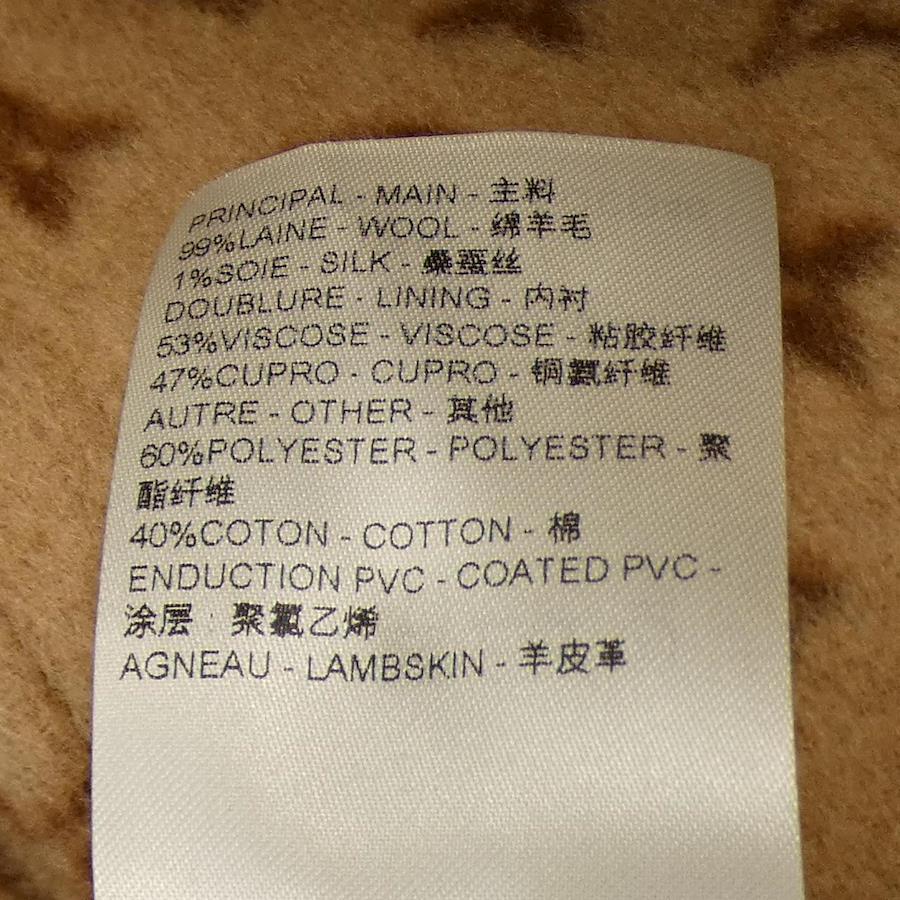 PRINCIPAL - MAIN - 主料
99%LAINE - WOOL - 绵羊毛
1%SOIE - SILK - 桑蚕丝
DOUBLURE - LINING - 内衬
53%VISCOSE - VISCOSE - 粘胶纤维
47%CUPRO - CUPRO - 铜氨纤维
AUTRE - OTHER - 其他
60%POLYESTER - POLYESTER - 聚
酯纤维
40%COTON - COTTON - 棉
ENDUCTION PVC - COATED PVC -
涂层 : 聚氯乙烯
AGNEAU - LAMBSKIN - 羊皮革